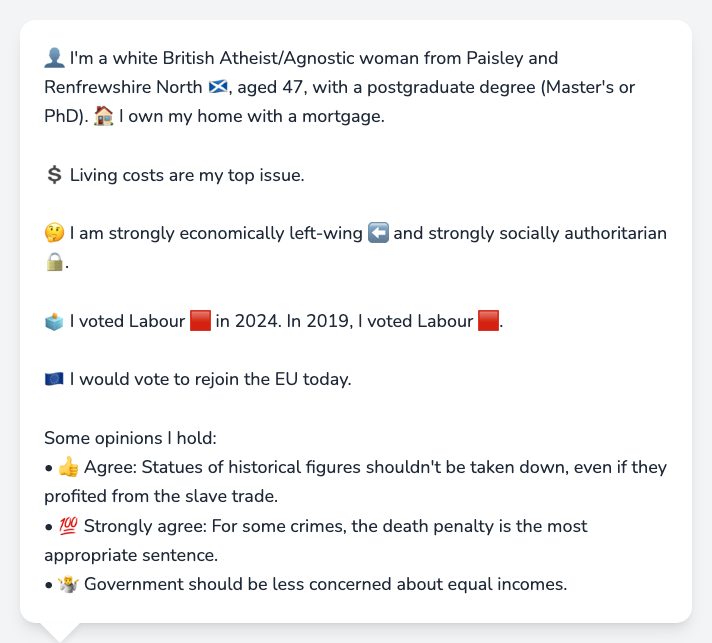 👤 I'm a white British Atheist/Agnostic woman from Paisley and
Renfrewshire North 🏴󠁧󠁢󠁳󠁣󠁴󠁿, aged 47, with a postgraduate degree (Master's or
PhD). 🏠 I own my home with a mortgage.
💲 Living costs are my top issue.
🤔 I am strongly economically left-wing ⬅️ and strongly socially authoritarian
🔒.
🗳️ I voted Labour 🟥 in 2024. In 2019, I voted Labour 🟥.
🇪🇺 I would vote to rejoin the EU today.
Some opinions I hold:
• 👍 Agree: Statues of historical figures shouldn't be taken down, even if they
profited from the slave trade.
• 💯 Strongly agree: For some crimes, the death penalty is the most
appropriate sentence.
• 🤷 Government should be less concerned about equal incomes.